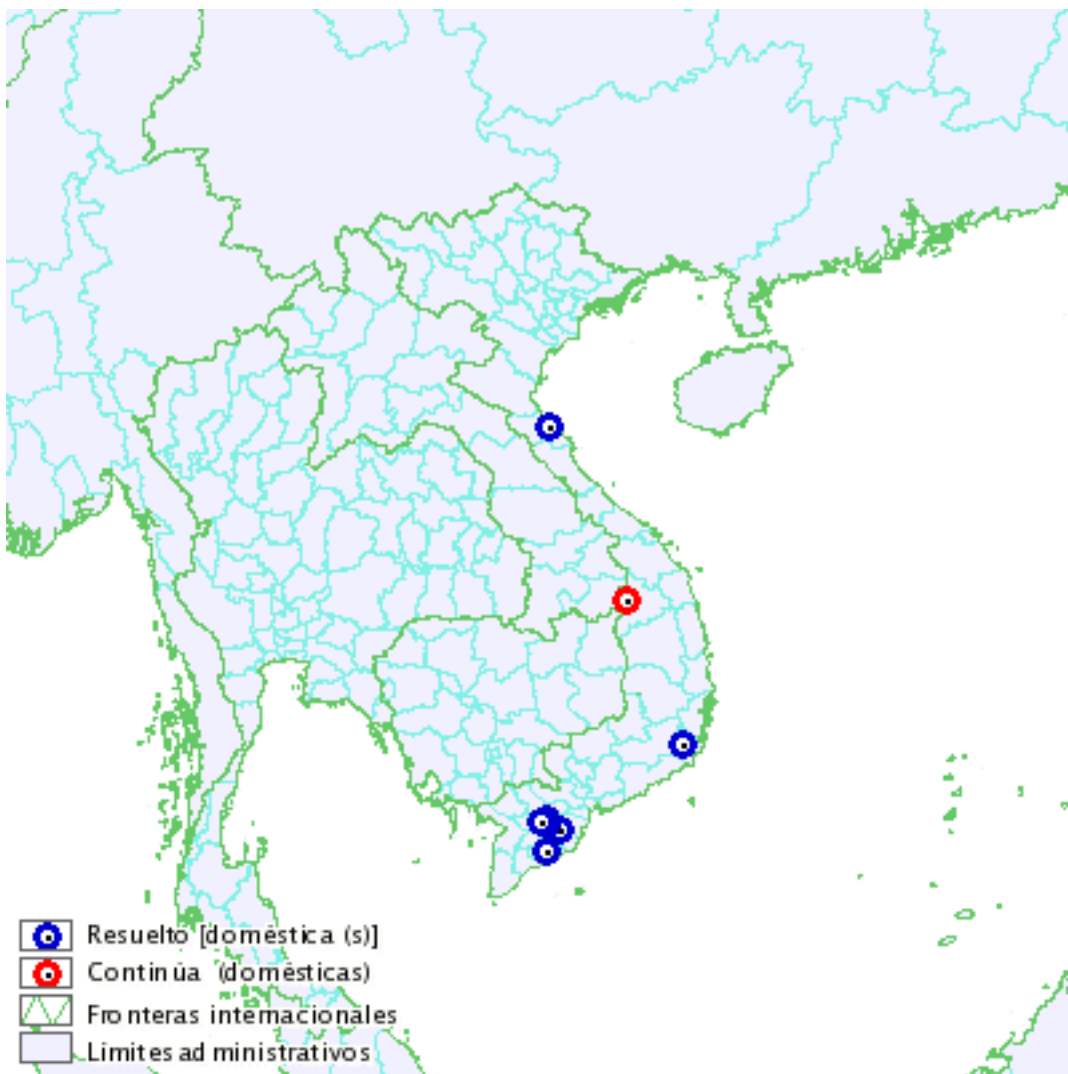 Resuelto [doméstica (s)]
Continúa (domésticas)
Fronteras internacionales
Límites administrativos